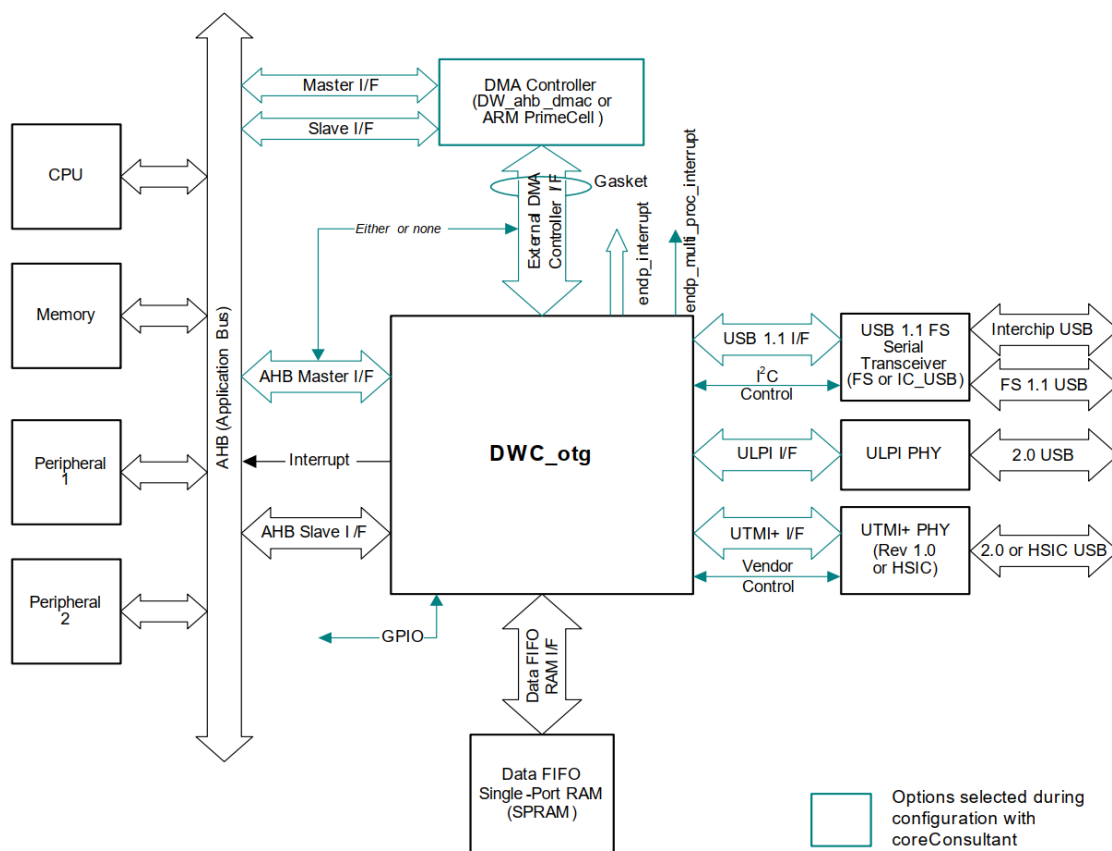 Master I/F
Slave I/F
DMA Controller
(DW_ahb_dmac or
ARM PrimeCell )
CPU
Gasket
External DMA
Controller I/F
endp_interrupt
endp_multi_proc_interrupt
Either or none
Memory
AHB (Application Bus)
AHB Master I/F
DWC_otg
USB 1.1 I/F
I²C
Control
USB 1.1 FS
Serial
Transceiver
(FS or IC_USB)
Interchip USB
FS 1.1 USB
Peripheral
1
Interrupt
ULPI I/F
ULPI PHY
2.0 USB
AHB Slave I/F
UTMI+ I/F
Vendor
Control
UTMI+ PHY
(Rev 1.0
or HSIC)
2.0 or HSIC USB
Peripheral
2
GPIO
Data FIFO
RAM I/F
Data FIFO
Single-Port RAM
(SPRAM)
Options selected during
configuration with
coreConsultant